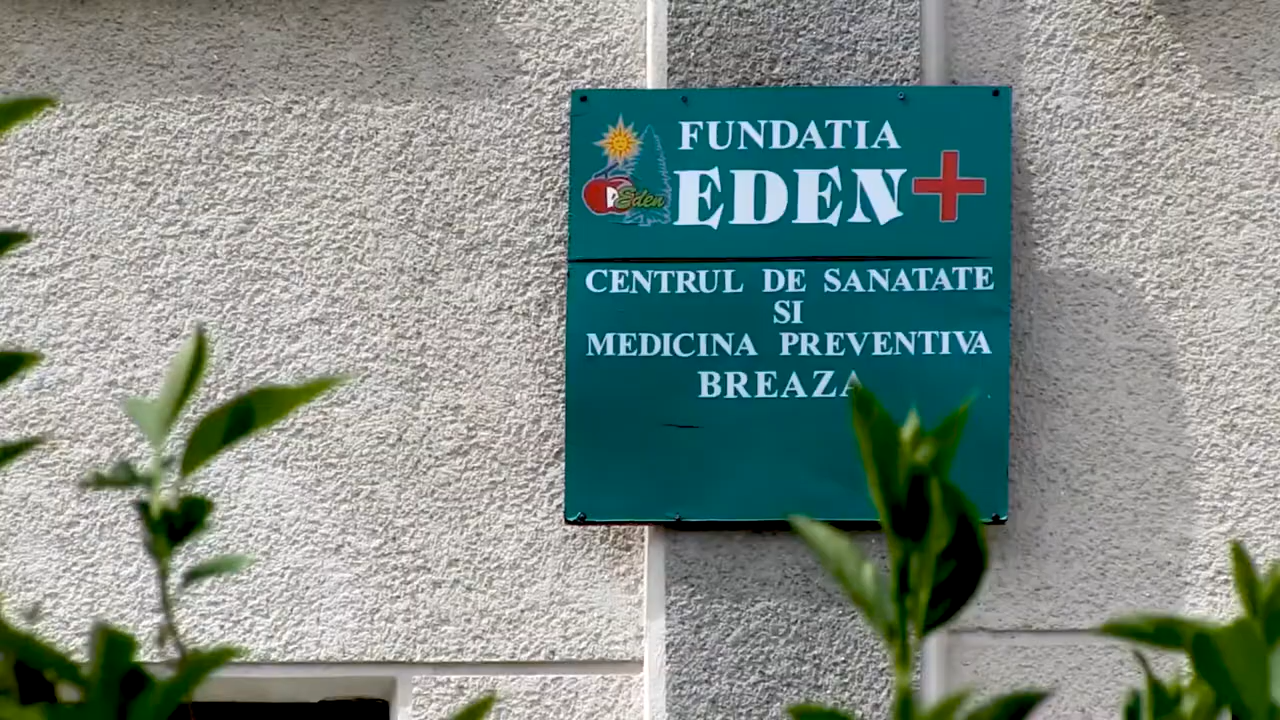 FUNDATIA
Eden
EDEN
CENTRUL DE SANATATE
SI
MEDICINA PREVENTIVA
BREAZA